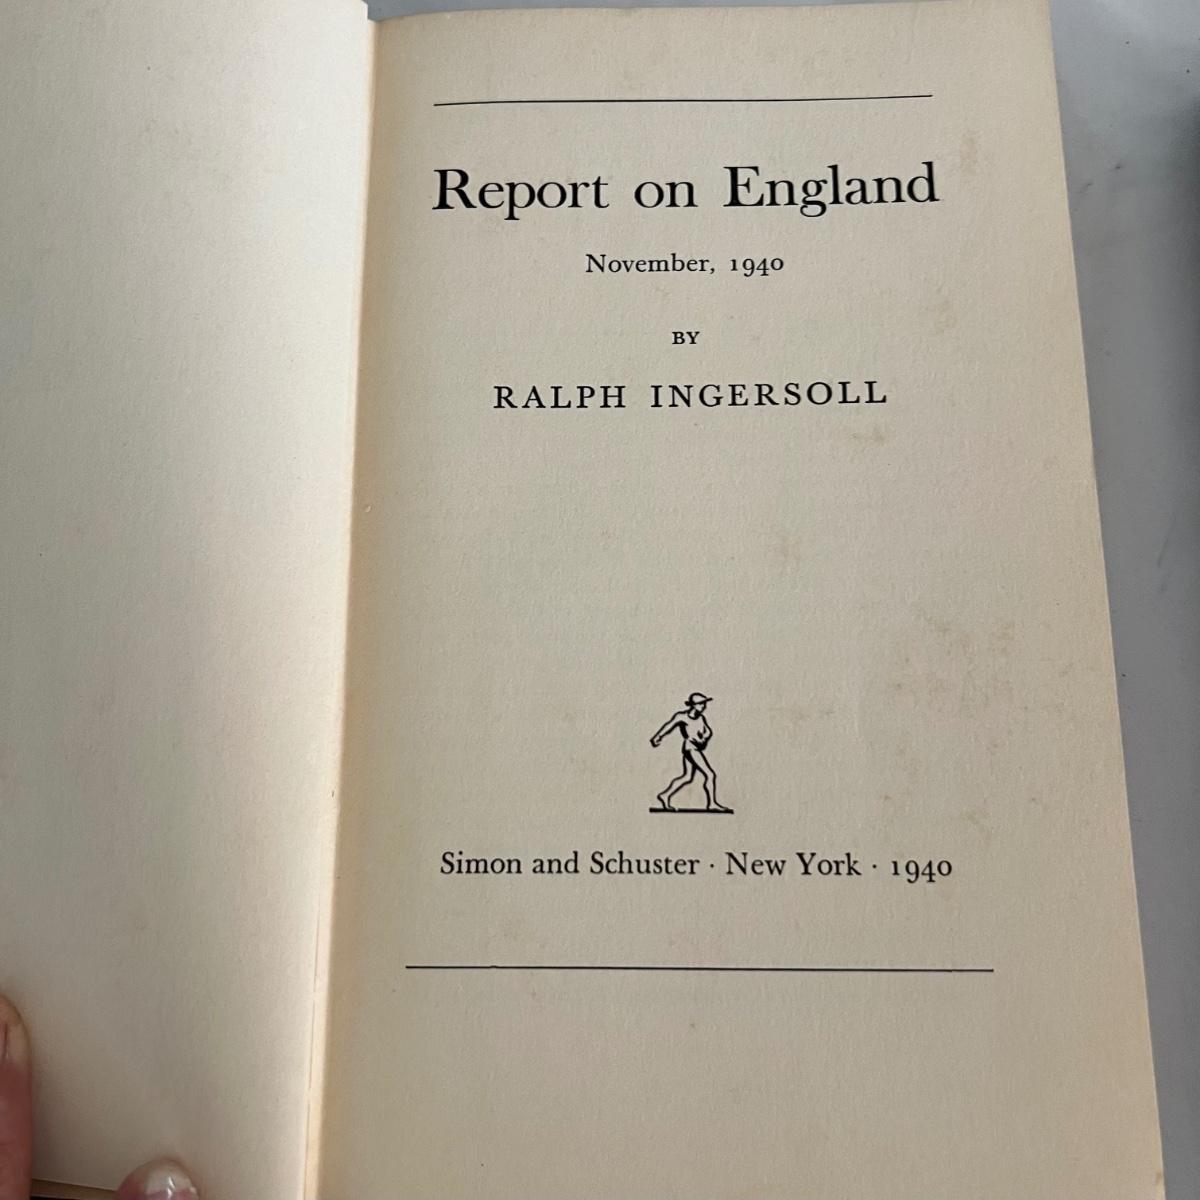 Report on England
November, 1940
BY
RALPH INGERSOLL
Simon and Schuster · New York · 1940